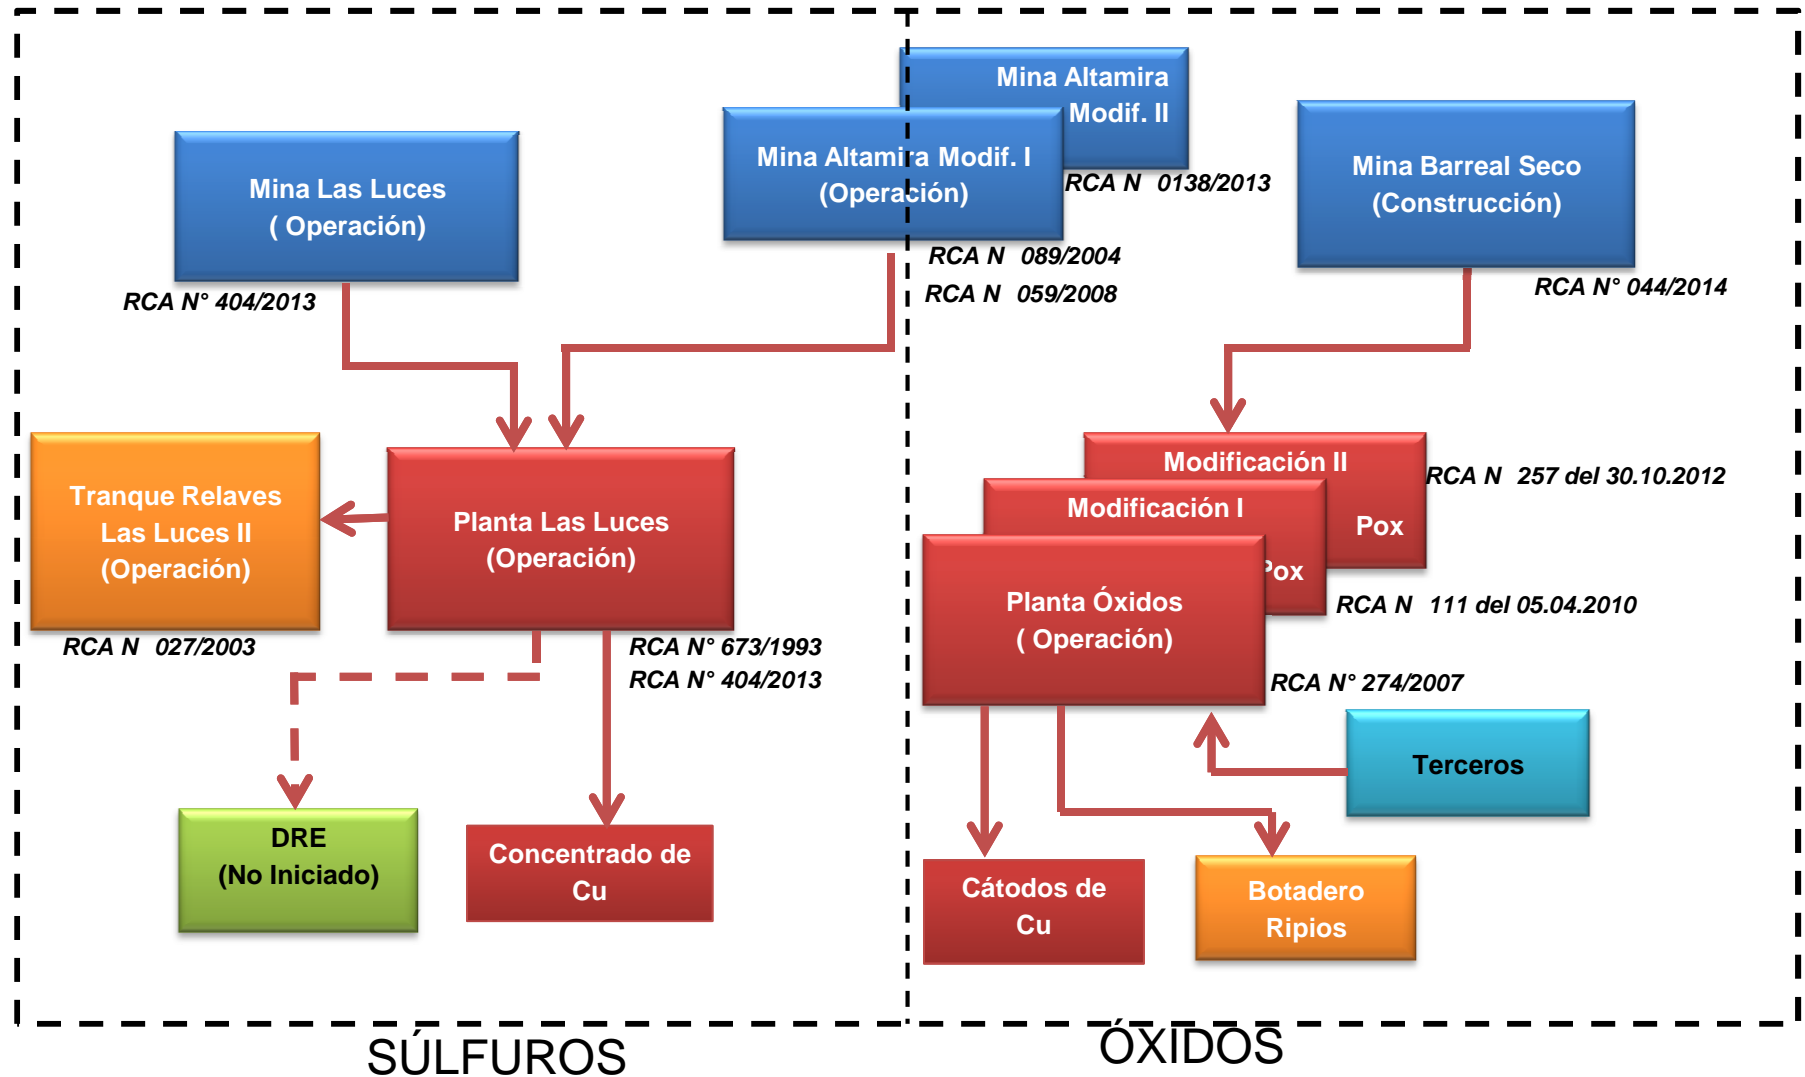 Mina Altamira
Modif. II
RCA N 0138/2013
Mina Altamira Modif. I
(Operación)
RCA N 089/2004
RCA N 059/2008
Mina Las Luces
( Operación)
RCA N° 404/2013
Mina Barreal Seco
(Construcción)
RCA N° 044/2014
Tranque Relaves
Las Luces II
(Operación)
RCA N 027/2003
Planta Las Luces
(Operación)
RCA N° 673/1993
RCA N° 404/2013
Modificación II
Pox
RCA N 257 del 30.10.2012
Modificación I
Pox
RCA N 111 del 05.04.2010
Planta Óxidos
( Operación)
RCA N° 274/2007
Terceros
DRE
(No Iniciado)
Concentrado de
Cu
Cátodos de
Cu
Botadero
Ripios
SÚLFUROS
ÓXIDOS